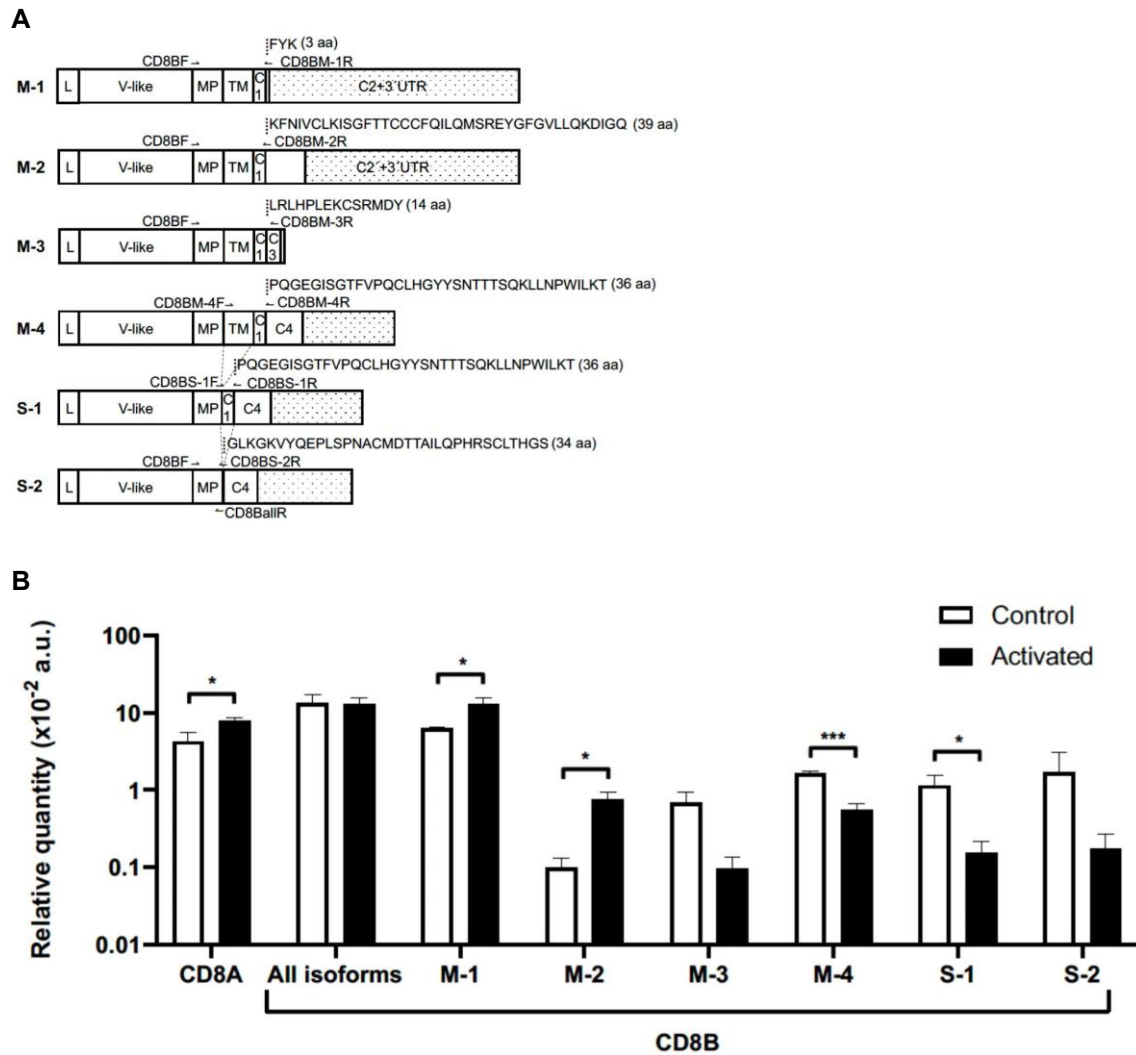 A
FYK (3 aa)
CD8BF CD8BM-1R
M-1 L V-like MP TM C1 C2+3´UTR
KFNIVCLKISGFTTCCCFQILQMSREYGFGVLLQKDIGQ (39 aa)
CD8BF CD8BM-2R
M-2 L V-like MP TM C1 C2´+3´UTR
LRLHPLEKCSRMDY (14 aa)
CD8BF CD8BM-3R
M-3 L V-like MP TM C1 C3
PQGEGISGTFVPQCLHGYYSNTTTSQKLLNPWILKT (36 aa)
CD8BM-4F CD8BM-4R
M-4 L V-like MP TM C1 C4
PQGEGISGTFVPQCLHGYYSNTTTSQKLLNPWILKT (36 aa)
CD8BS-1F CD8BS-1R
S-1 L V-like MP C1 C4
GLKGKVYQEPLSPNACMDTTAILQPHRSCLTHGS (34 aa)
CD8BF CD8BS-2R
S-2 L V-like MP C4
CD8BallR
B
Control
Activated
Relative quantity (x10-2 a.u.)
100
10
1
0.1
0.01
*
*
*
***
*
CD8A All isoforms M-1 M-2 M-3 M-4 S-1 S-2
CD8B